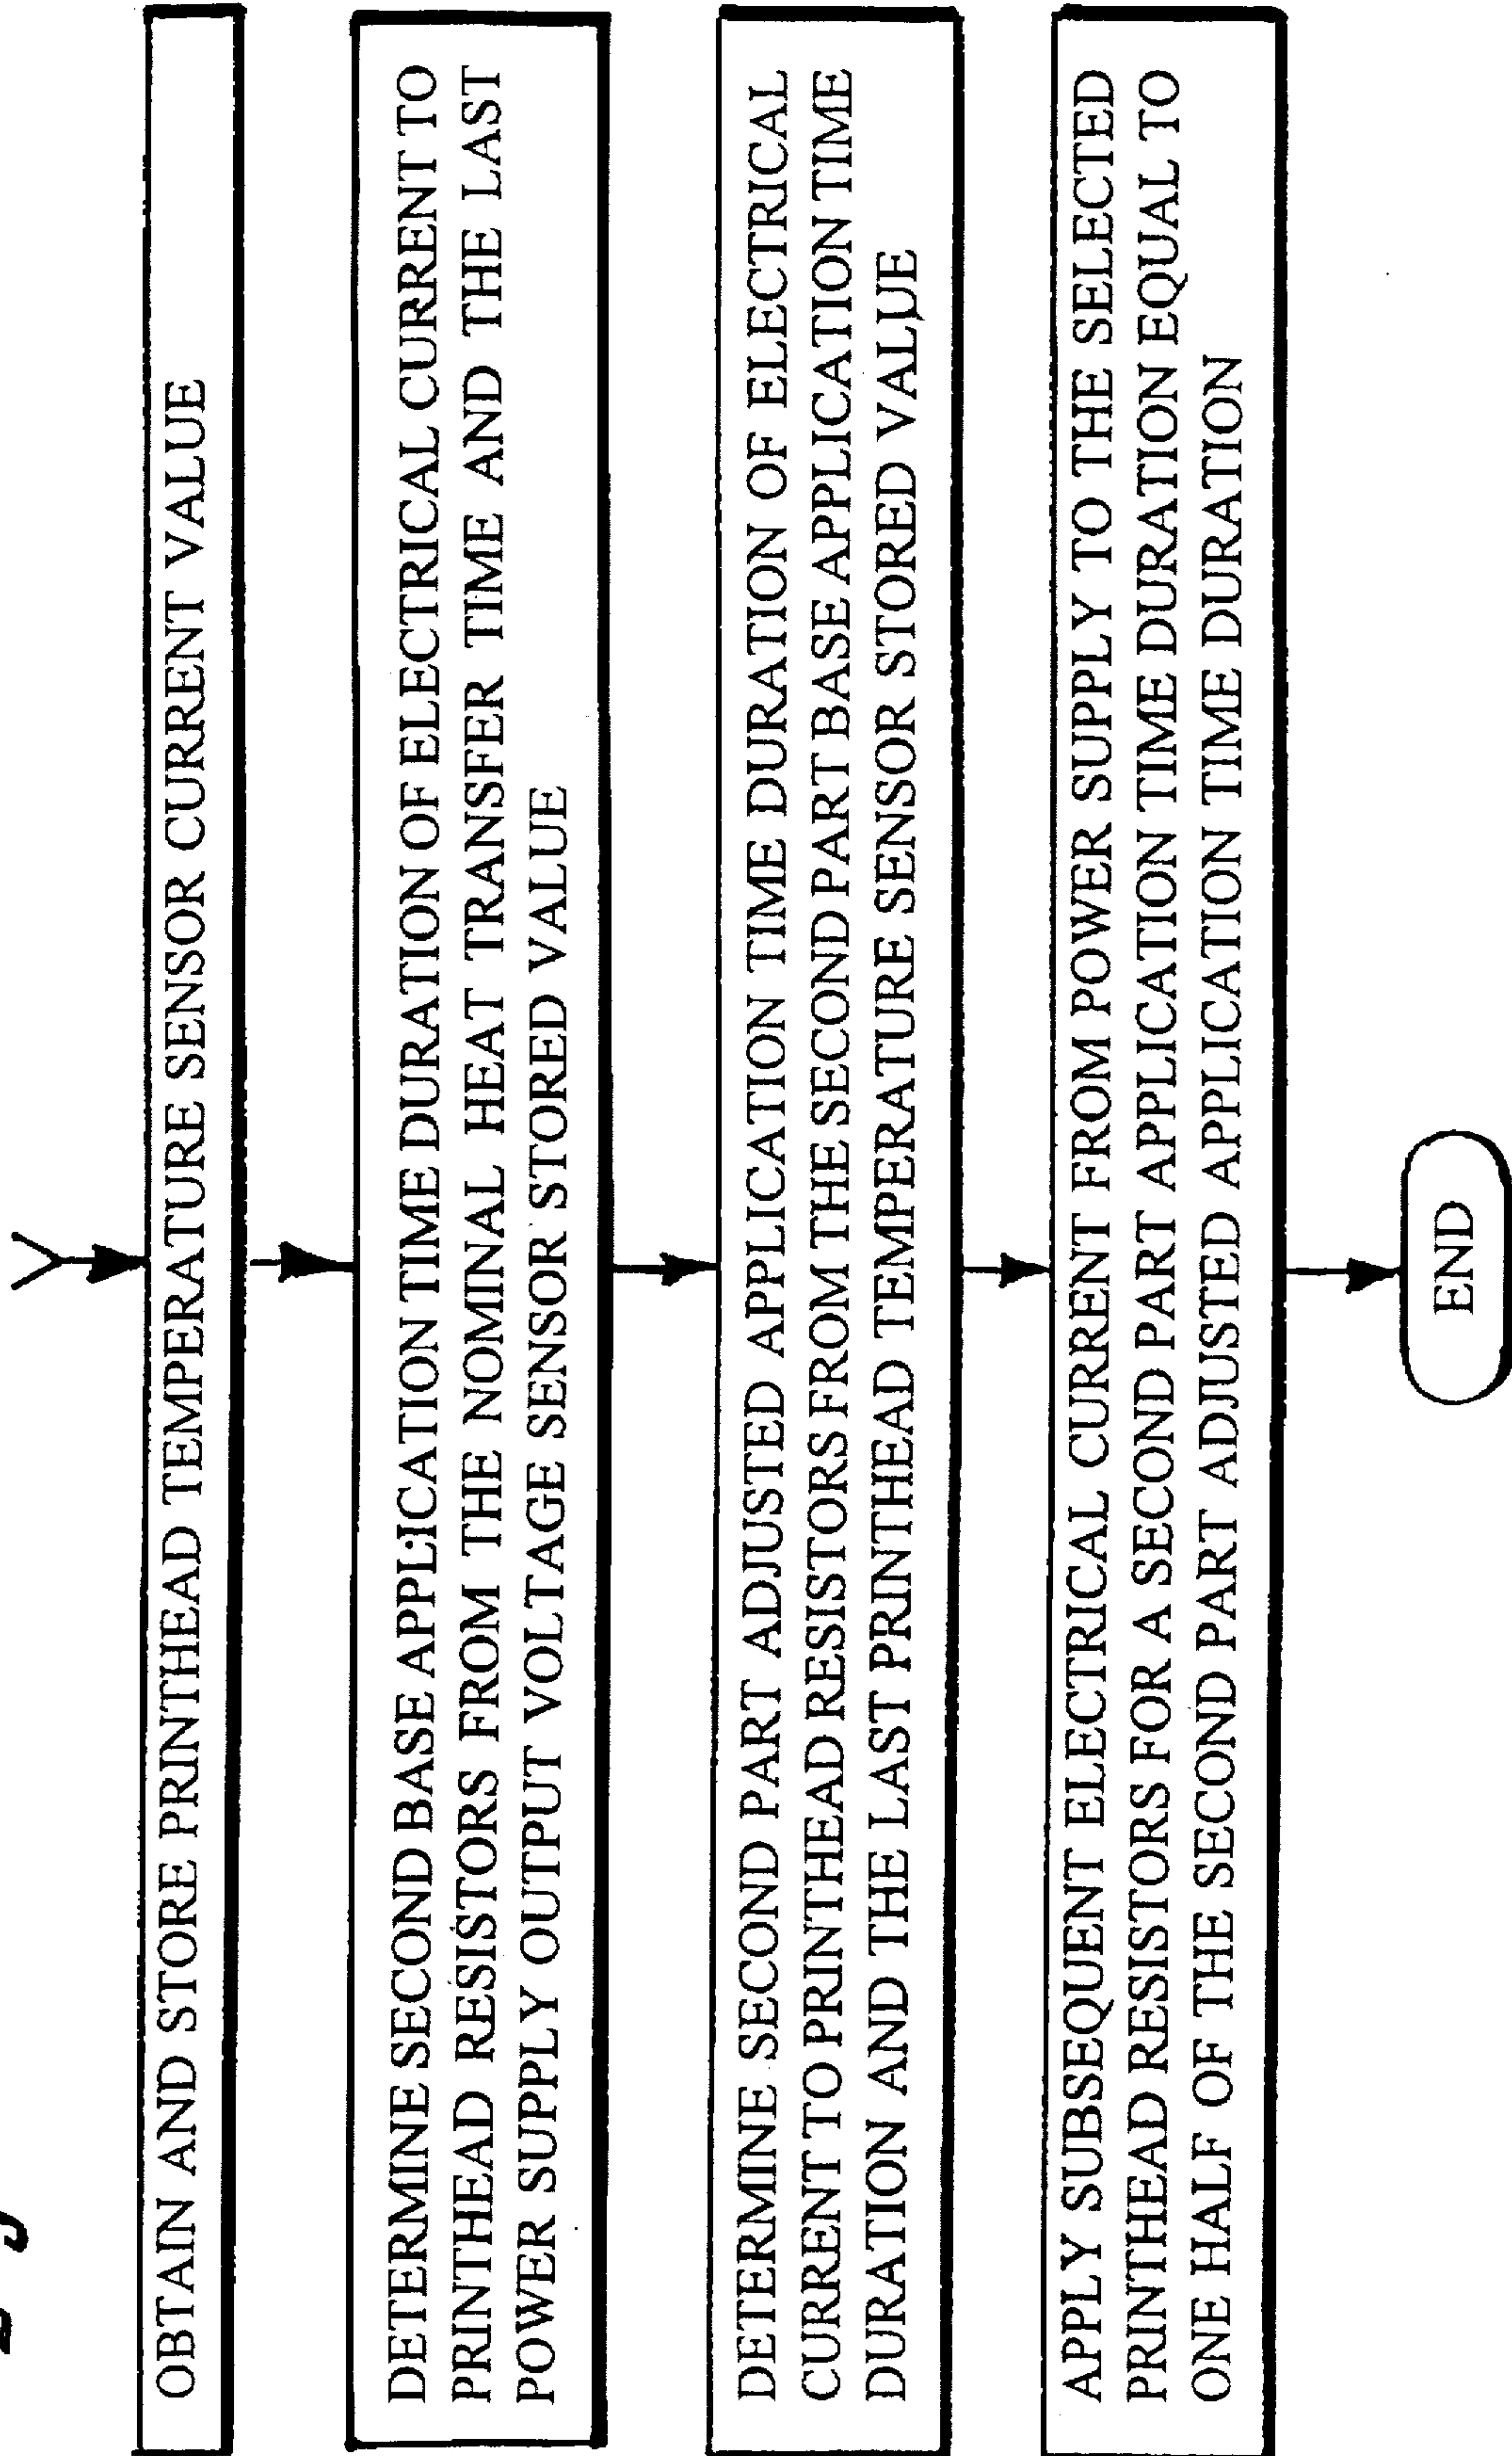 OBTAIN AND STORE PRINTHEAD TEMPERATURE SENSOR CURRENT VALUE
DETERMINE SECOND BASE APPLICATION TIME DURATION OF ELECTRICAL CURRENT TO
PRINTHEAD RESISTORS FROM THE NOMINAL HEAT TRANSFER TIME AND THE LAST
POWER SUPPLY OUTPUT VOLTAGE SENSOR STORED VALUE
DETERMINE SECOND PART ADJUSTED APPLICATION TIME DURATION OF ELECTRICAL
CURRENT TO PRINTHEAD RESISTORS FROM THE SECOND PART BASE APPLICATION TIME
DURATION AND THE LAST PRINTHEAD TEMPERATURE SENSOR STORED VALUE
APPLY SUBSEQUENT ELECTRICAL CURRENT FROM POWER SUPPLY TO THE SELECTED
PRINTHEAD RESISTORS FOR A SECOND PART APPLICATION TIME DURATION EQUAL TO
ONE HALF OF THE SECOND PART ADJUSTED APPLICATION TIME DURATION
END